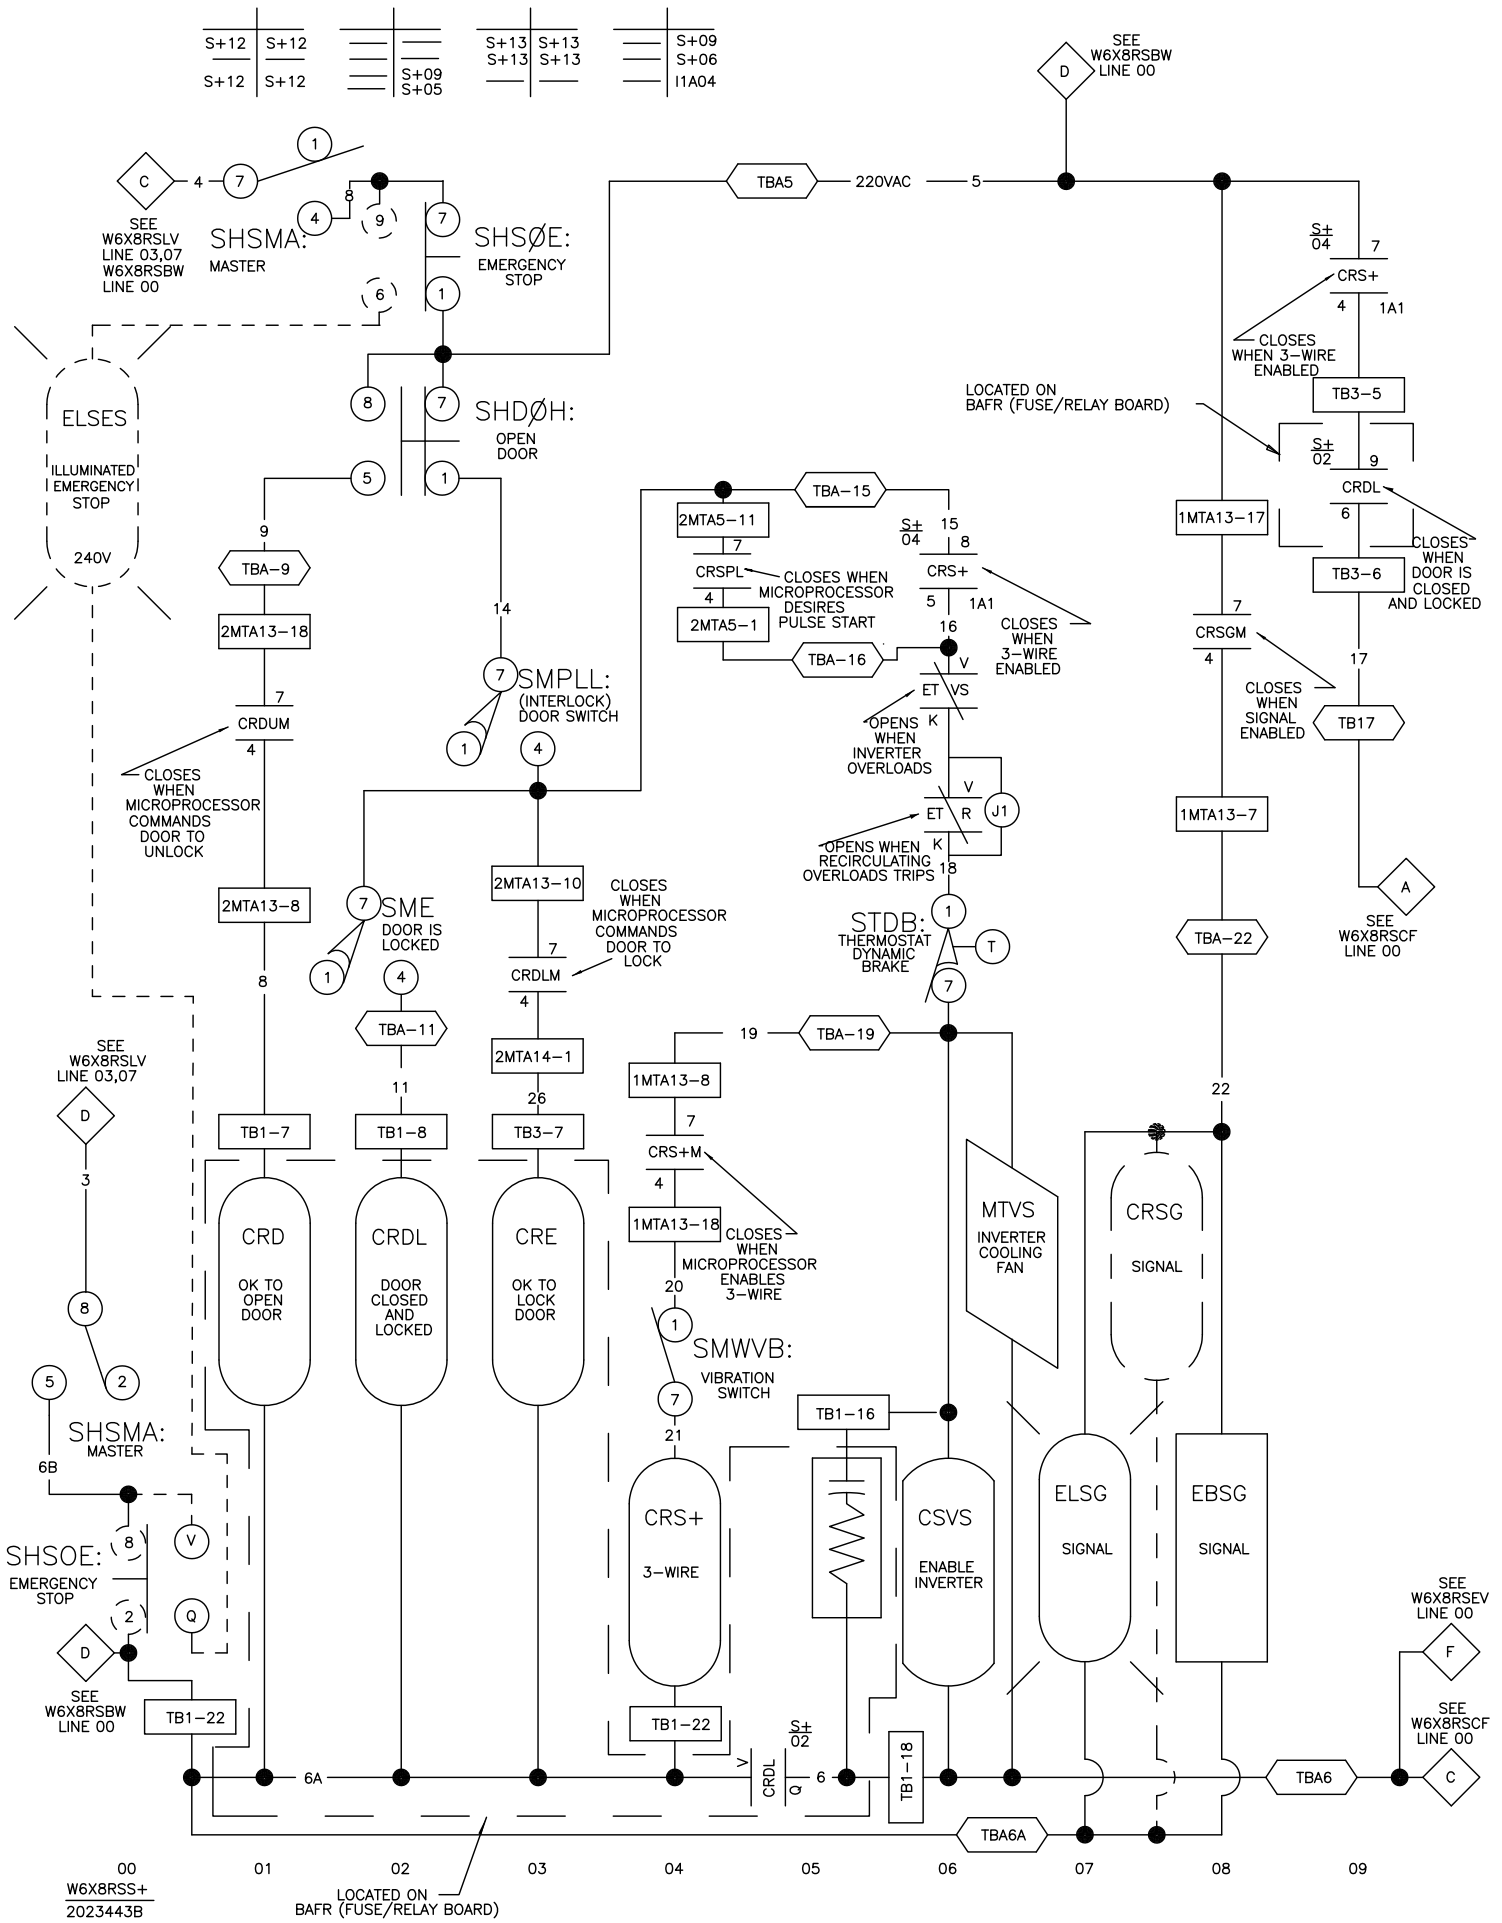 S+12 S+12
S+12 S+12
S+09
S+05
S+13 S+13
S+13 S+13
S+09
S+06
I1A04
D
SEE
W6X8RSBW
LINE 00
C
4
7
1
SEE
W6X8RSLV
LINE 03,07
W6X8RSBW
LINE 00
SHSMA:
MASTER
4
8
9
6
7
1
SHSØE:
EMERGENCY
STOP
TBA5
220VAC
5
S+
04
7
CRS+
4
1A1
CLOSES
WHEN 3-WIRE
ENABLED
ELSES
ILLUMINATED
EMERGENCY
STOP
240V
8
7
5
1
SHDØH:
OPEN
DOOR
LOCATED ON
BAFR (FUSE/RELAY BOARD)
TB3-5
S+
02
9
CRDL
6
CLOSES
WHEN
DOOR IS
CLOSED
AND LOCKED
TB3-6
17
TB17
A
SEE
W6X8RSCF
LINE 00
9
TBA-9
2MTA13-18
7
CRDUM
4
CLOSES
WHEN
MICROPROCESSOR
COMMANDS
DOOR TO
UNLOCK
2MTA13-8
8
TB1-7
CRD
OK TO
OPEN
DOOR
14
7
1
4
SMPLL:
(INTERLOCK)
DOOR SWITCH
7
SME
DOOR IS
LOCKED
1
4
TBA-11
11
TB1-8
CRDL
DOOR
CLOSED
AND
LOCKED
2MTA13-10
7
CRDLM
4
CLOSES
WHEN
MICROPROCESSOR
COMMANDS
DOOR TO
LOCK
2MTA14-1
26
TB3-7
CRE
OK TO
LOCK
DOOR
2MTA5-11
7
CRSPL
4
2MTA5-1
CLOSES WHEN
MICROPROCESSOR
DESIRES
PULSE START
TBA-15
TBA-16
S+
04
15
8
CRS+
5
1A1
16
CLOSES
WHEN
3-WIRE
ENABLED
V
ET VS
K
OPENS
WHEN
INVERTER
OVERLOADS
V
ET R
K
J1
OPENS WHEN
RECIRCULATING
OVERLOADS TRIPS
18
1
T
7
STDB:
THERMOSTAT
DYNAMIC
BRAKE
19
TBA-19
1MTA13-8
7
CRS+M
4
1MTA13-18
CLOSES
WHEN
MICROPROCESSOR
ENABLES
3-WIRE
20
1
SMWVB:
VIBRATION
SWITCH
7
21
CRS+
3-WIRE
TB1-22
TB1-16
CSVS
ENABLE
INVERTER
MTVS
INVERTER
COOLING
FAN
1MTA13-17
7
CRSGM
4
CLOSES
WHEN
SIGNAL
ENABLED
1MTA13-7
TBA-22
22
CRSG
SIGNAL
ELSG
SIGNAL
EBSG
SIGNAL
SEE
W6X8RSLV
LINE 03,07
D
3
8
5
2
SHSMA:
MASTER
6B
8
V
SHSOE:
EMERGENCY
STOP
2
Q
D
SEE
W6X8RSBW
LINE 00
TB1-22
6A
S+
02
V
CRDL
Q
6
TB1-18
TBA6
TBA6A
SEE
W6X8RSEV
LINE 00
F
SEE
W6X8RSCF
LINE 00
C
00 01 02 03 04 05 06 07 08 09
LOCATED ON
BAFR (FUSE/RELAY BOARD)
W6X8RSS+
2023443B